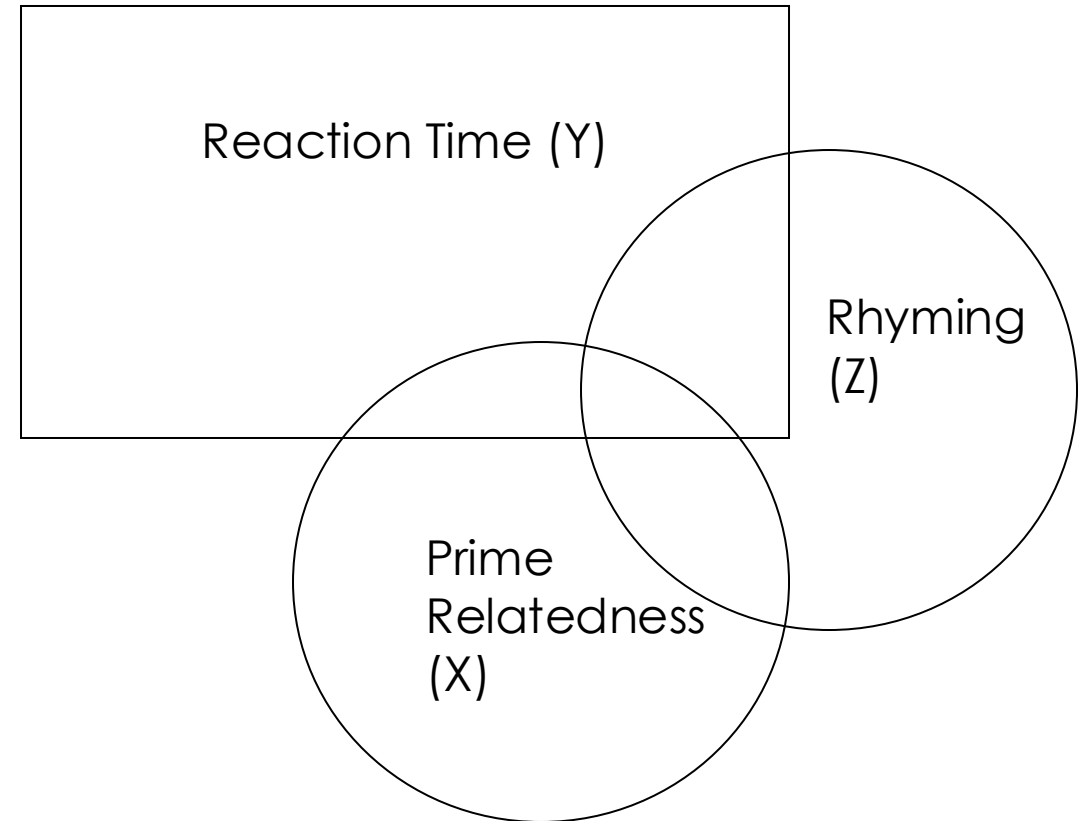 Reaction Time (Y)
Rhyming
(Z)
Prime
Relatedness
(X)